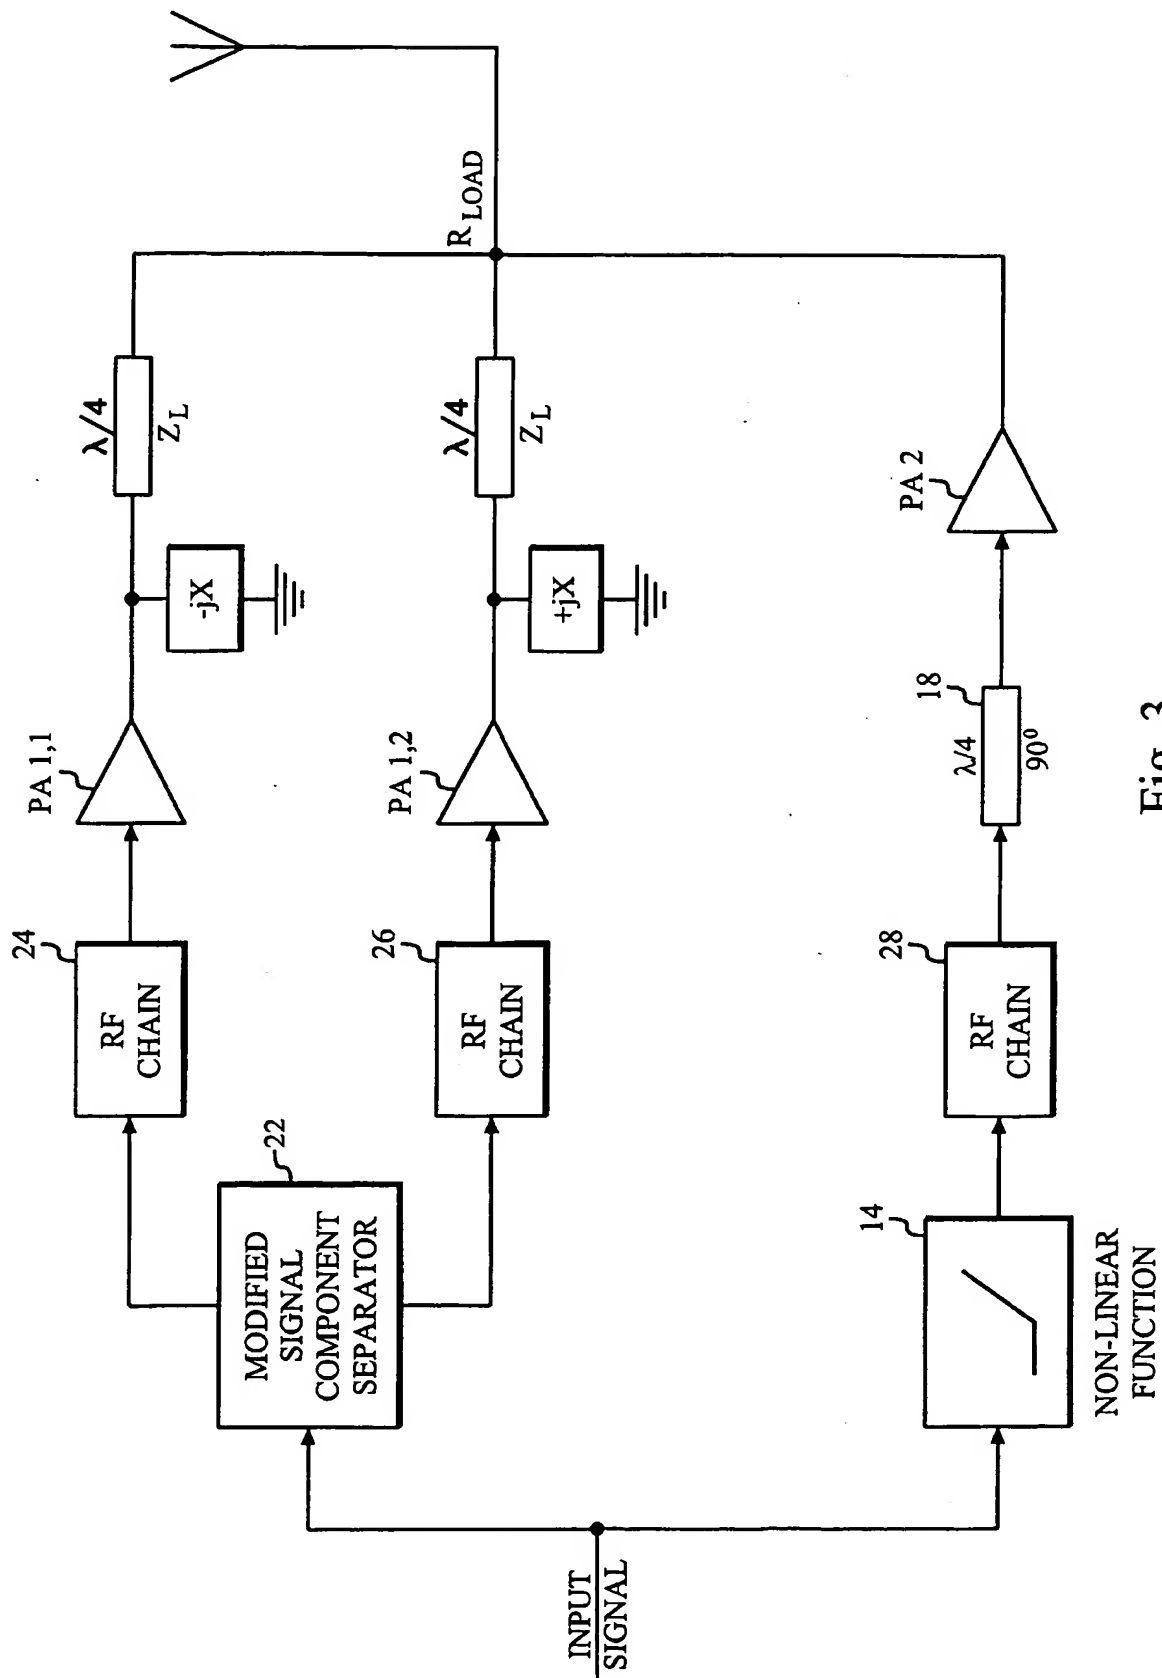 INPUT
SIGNAL
MODIFIED
SIGNAL
COMPONENT
SEPARATOR
22
RF
CHAIN
24
PA 1,1
-jX
λ/4
Z_L
RF
CHAIN
26
PA 1,2
+jX
λ/4
Z_L
R_LOAD
14
NON-LINEAR
FUNCTION
RF
CHAIN
28
λ/4
90⁰
18
PA 2
Fig. 3